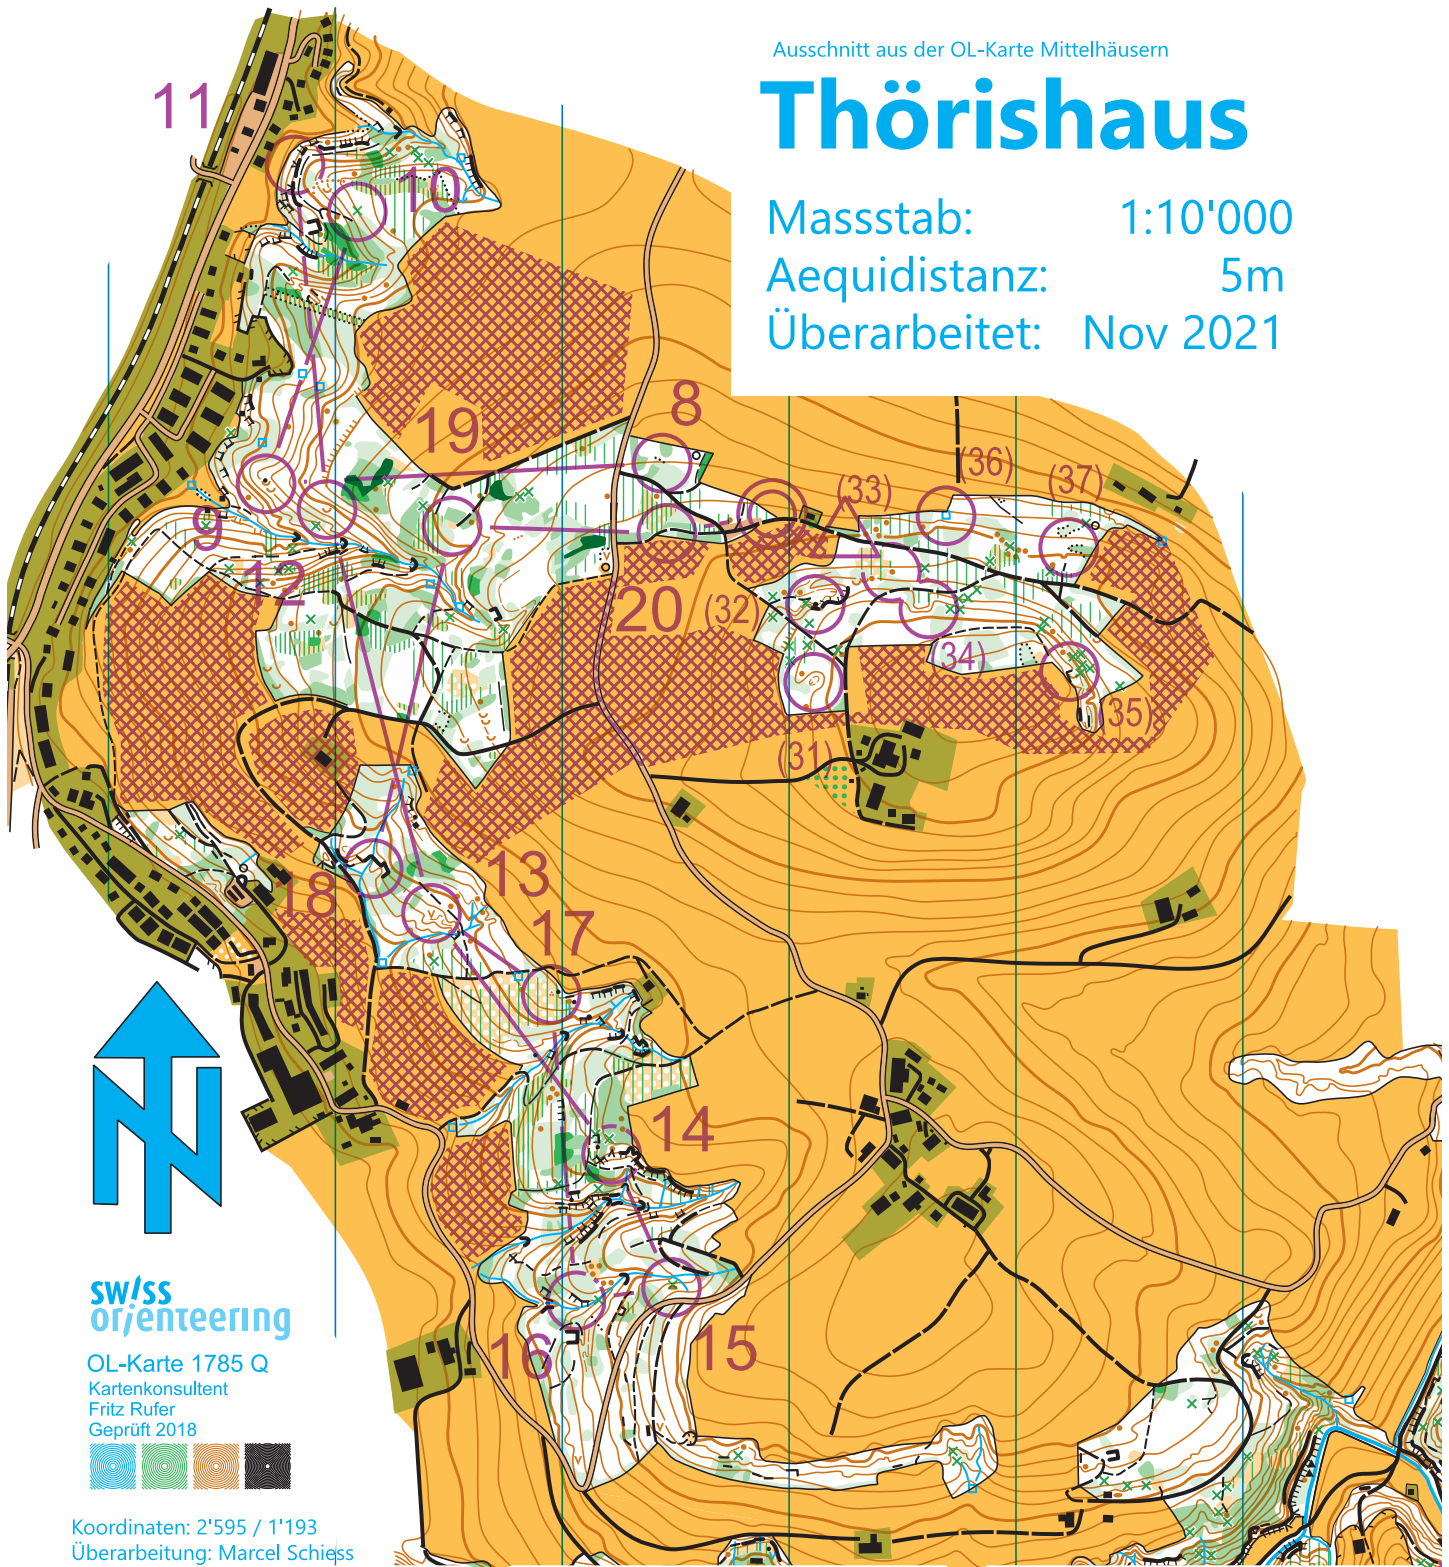 Ausschnitt aus der OL-Karte Mittelhäusern
Thörishaus
Massstab: 1:10'000
Aequidistanz: 5m
Überarbeitet: Nov 2021
11
10
19
8
(33)
(36)
(37)
9
12
20
(32)
(34)
(35)
(31)
18
13
17
14
16
15
swiss
orienteering
OL-Karte 1785 Q
Kartenkonsultent
Fritz Rufer
Geprüft 2018
Koordinaten: 2'595 / 1'193
Überarbeitung: Marcel Schiess